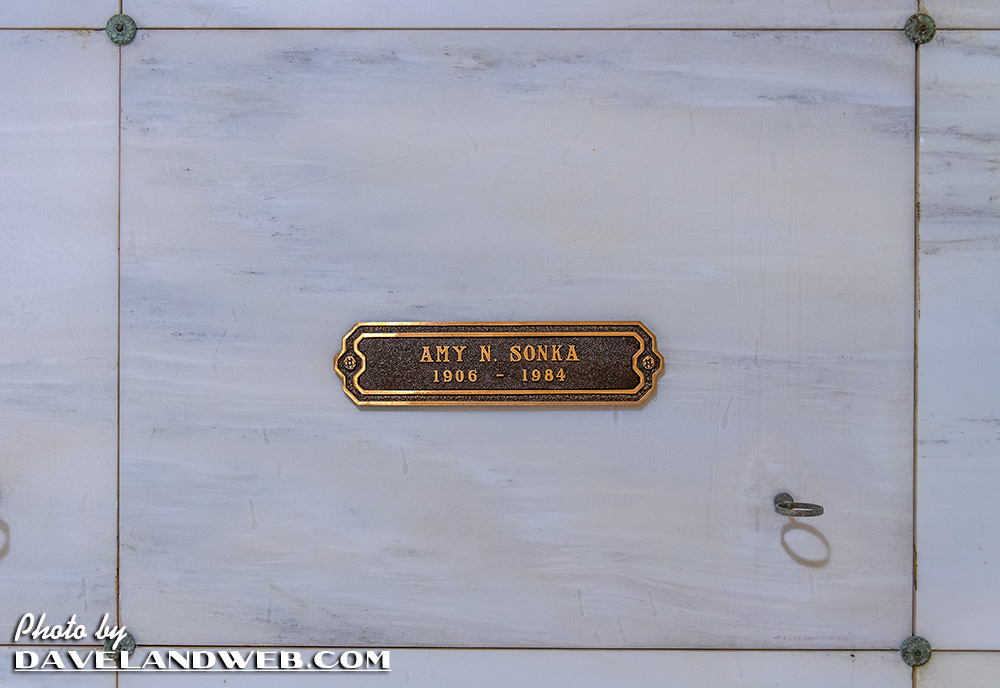 AMY N. SONKA
1906 - 1984
Photo by
DAVELANDWEB.COM